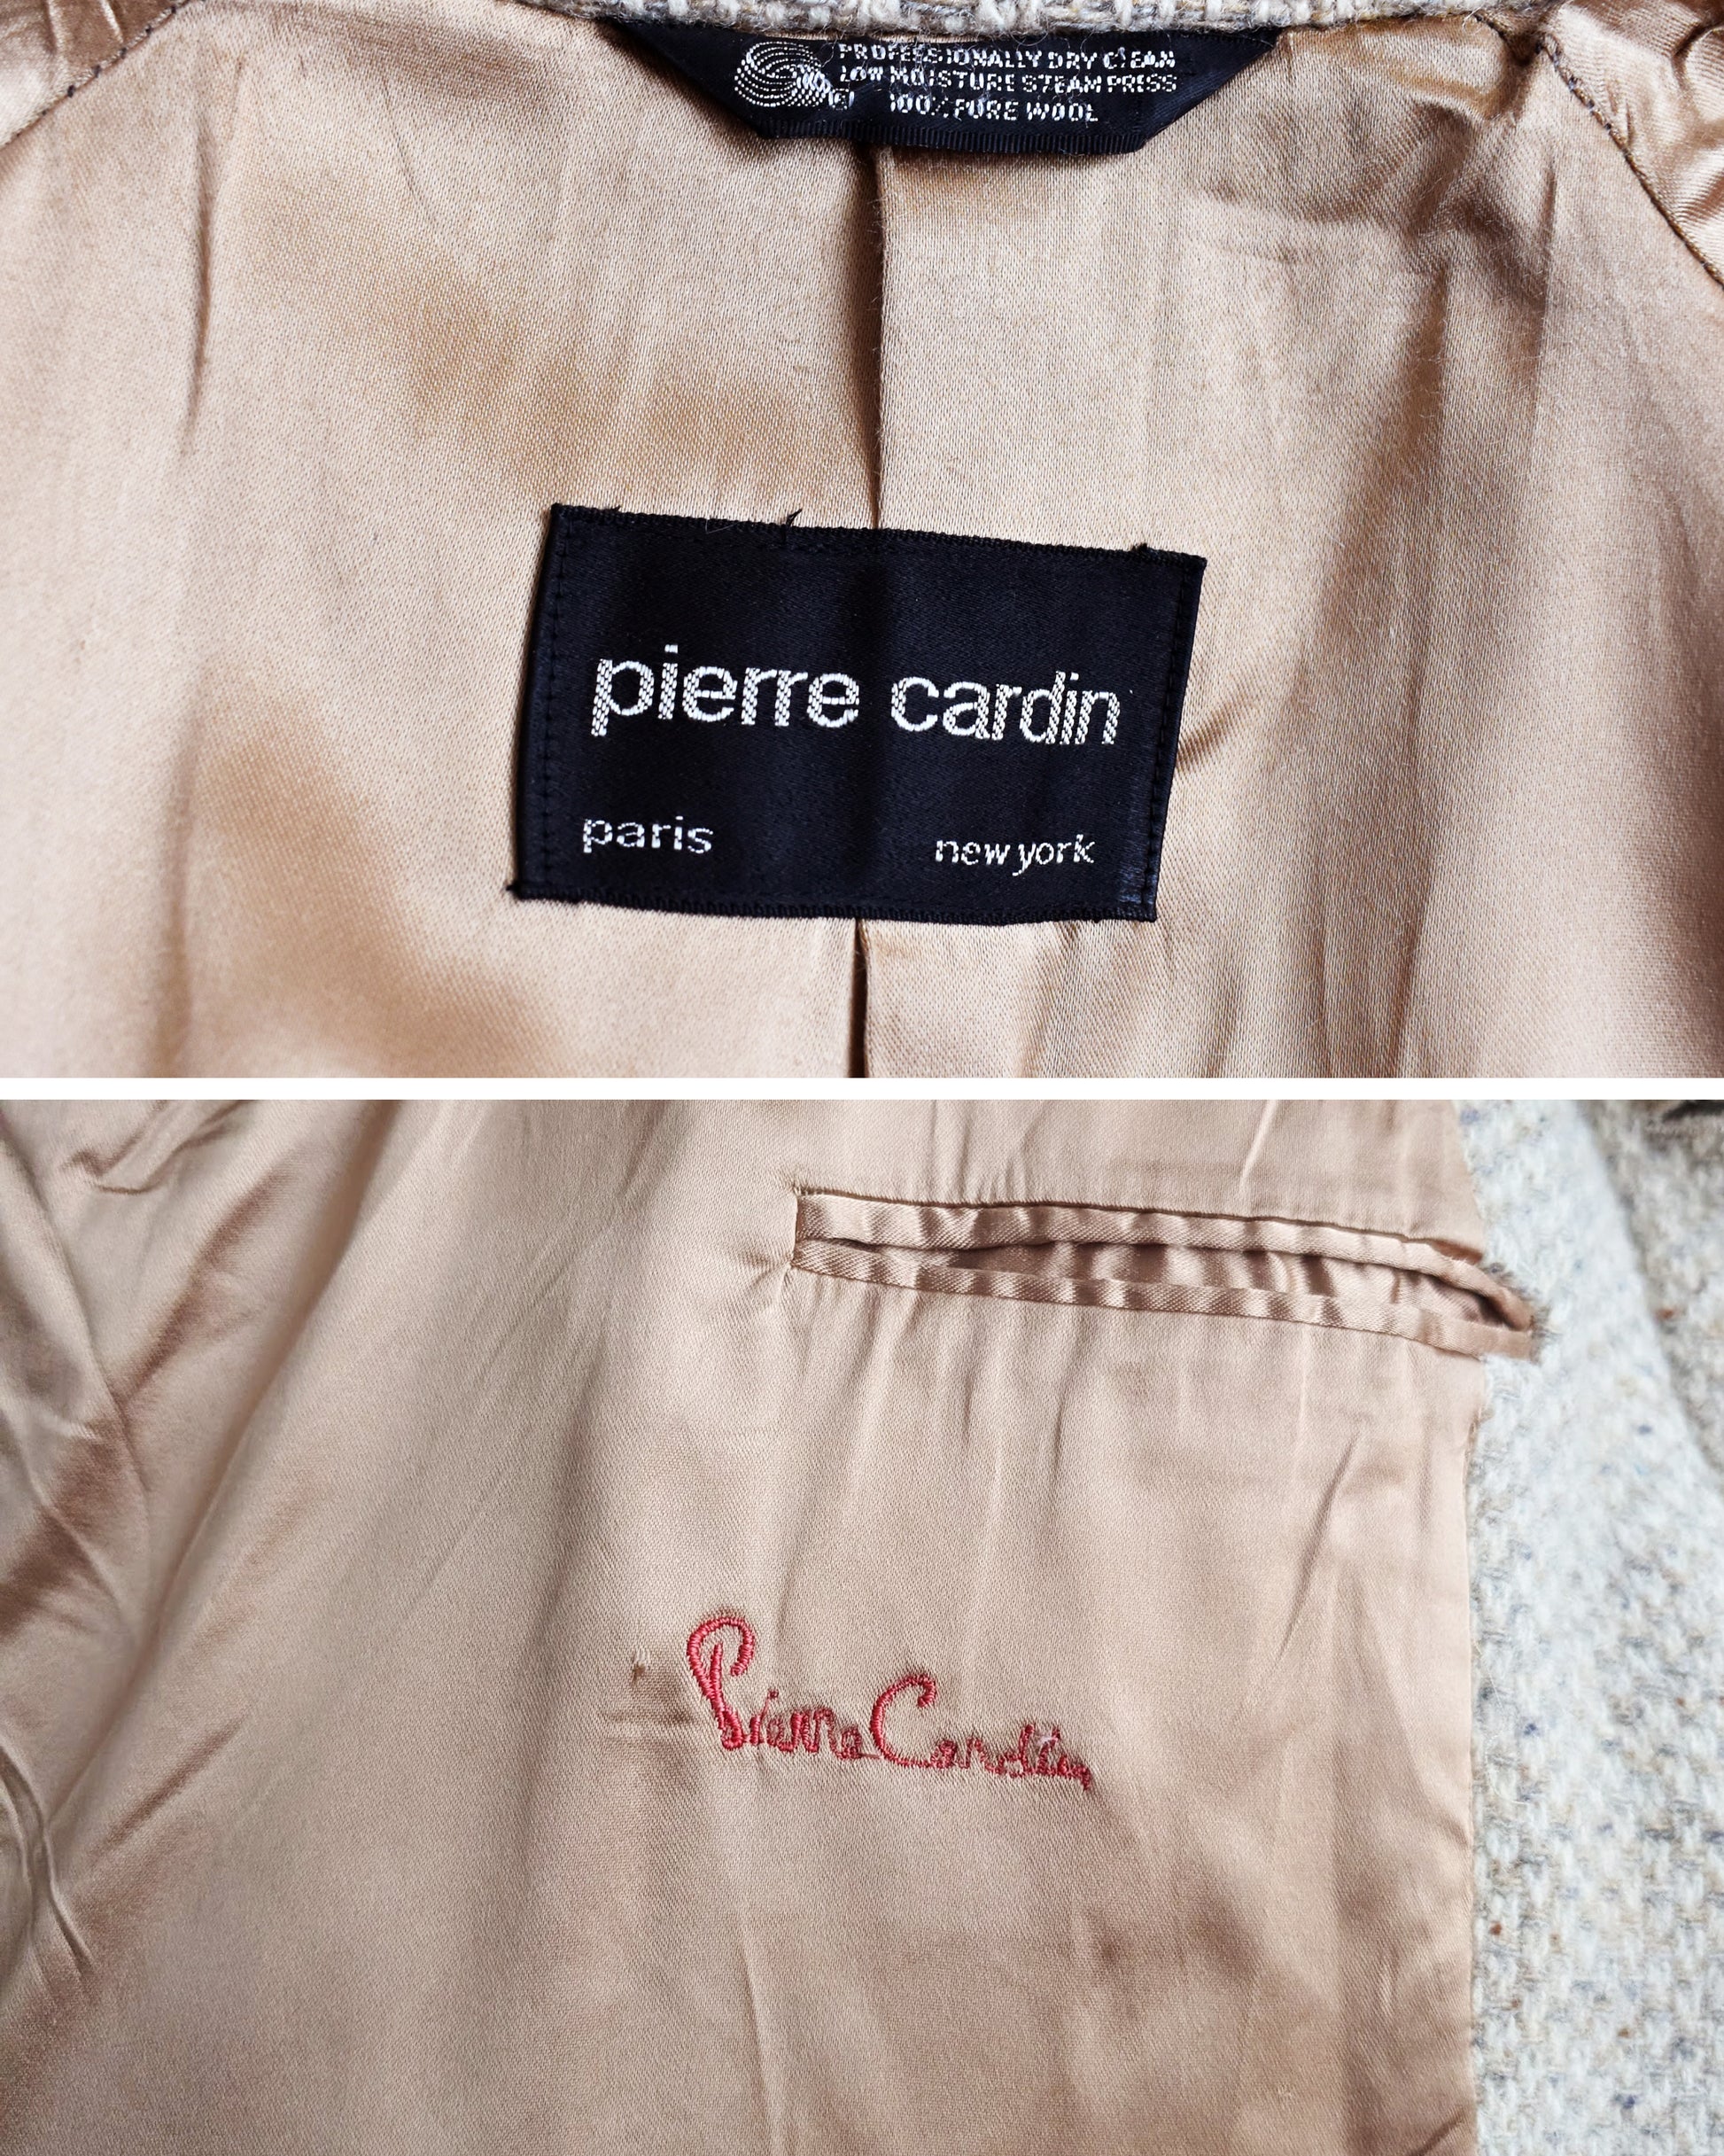 PROFESSIONALLY DRY CLEAN
LOW MOISTURE STEAM PRESS
100% PURE WOOL
pierre cardin
paris
new york
Pierre Cardin